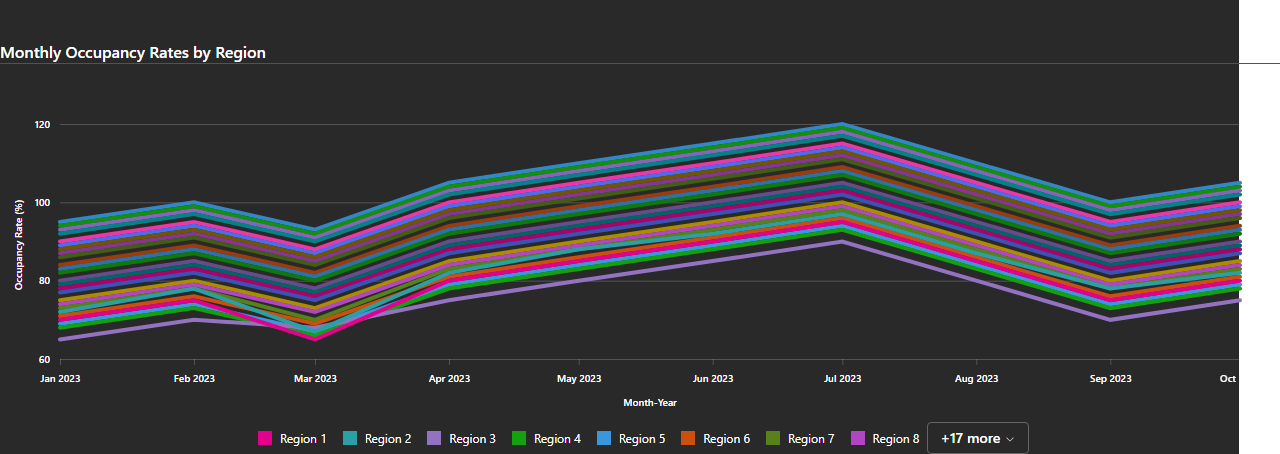 Monthly Occupancy Rates by Region
120
100
80
60
Occupancy Rate (%)
Jan 2023 Feb 2023 Mar 2023 Apr 2023 May 2023 Jun 2023 Jul 2023 Aug 2023 Sep 2023 Oct
Month-Year
Region 1 Region 2 Region 3 Region 4 Region 5 Region 6 Region 7 Region 8 +17 more